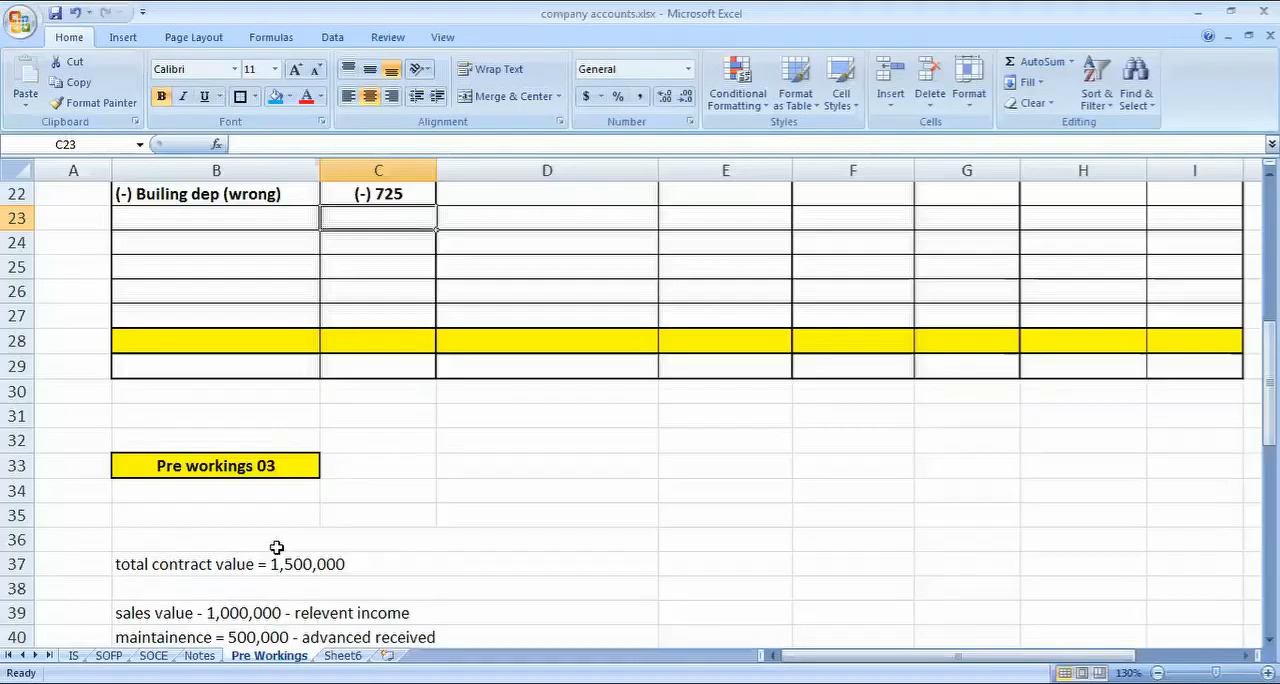 company accounts.xlsx - Microsoft Excel
Home Insert Page Layout Formulas Data Review View
Paste
Cut
Copy
Format Painter
Clipboard
Calibri 11
B I U
Font
Wrap Text
Merge & Center
Alignment
General
$ % ,
Number
Conditional Formatting
Format as Table
Cell Styles
Styles
Insert Delete Format
Cells
AutoSum
Fill
Clear
Sort & Filter
Find & Select
Editing
C23 fx
A B C D E F G H I
22 (-) Builing dep (wrong) (-) 725
23
24
25
26
27
28
29
30
31
32
33 Pre workings 03
34
35
36
37 total contract value = 1,500,000
38
39 sales value - 1,000,000 - relevent income
40 maintainence = 500,000 - advanced received
IS SOFP SOCE Notes Pre Workings Sheet6
Ready 130%